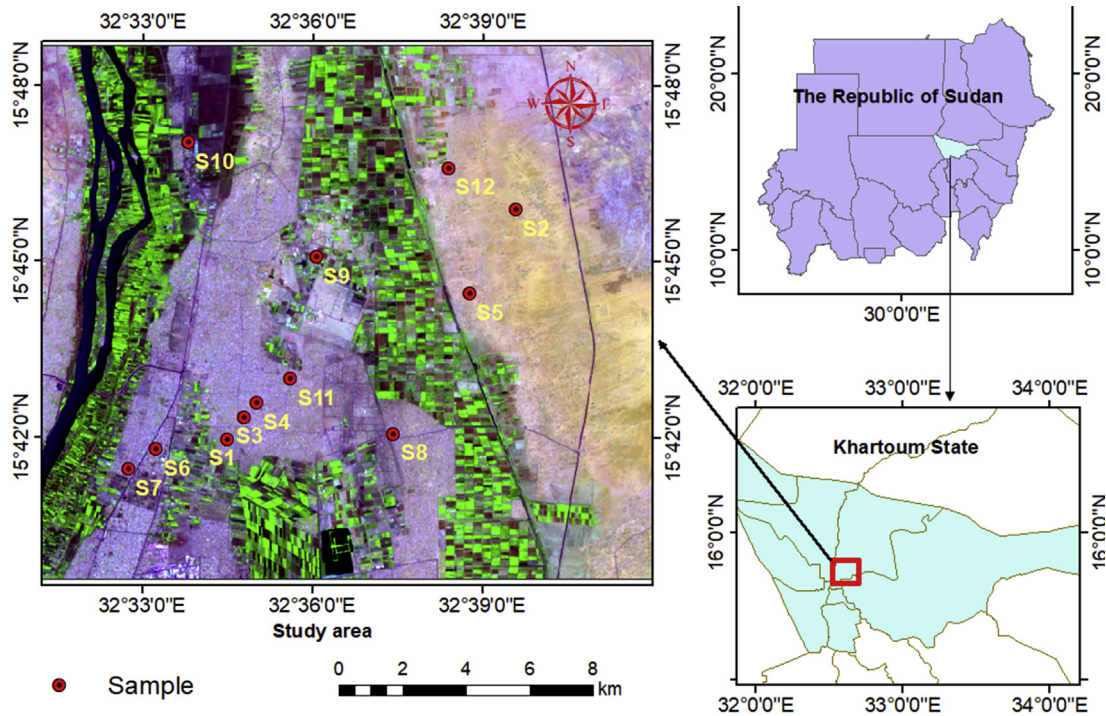 32°33'0"E
32°36'0"E
32°39'0"E
15°48'0"N
15°45'0"N
15°42'0"N
15°48'0"N
15°45'0"N
15°42'0"N
N
W
E
S
S10
S12
S2
S9
S5
S11
S4
S3
S1
S8
S6
S7
32°33'0"E
32°36'0"E
32°39'0"E
Study area
Sample
0 2 4 6 8
km
The Republic of Sudan
20°0'0"N
10°0'0"N
20°0'0"N
10°0'0"N
30°0'0"E
32°0'0"E
33°0'0"E
34°0'0"E
Khartoum State
16°0'0"N
16°0'0"N
32°0'0"E
33°0'0"E
34°0'0"E